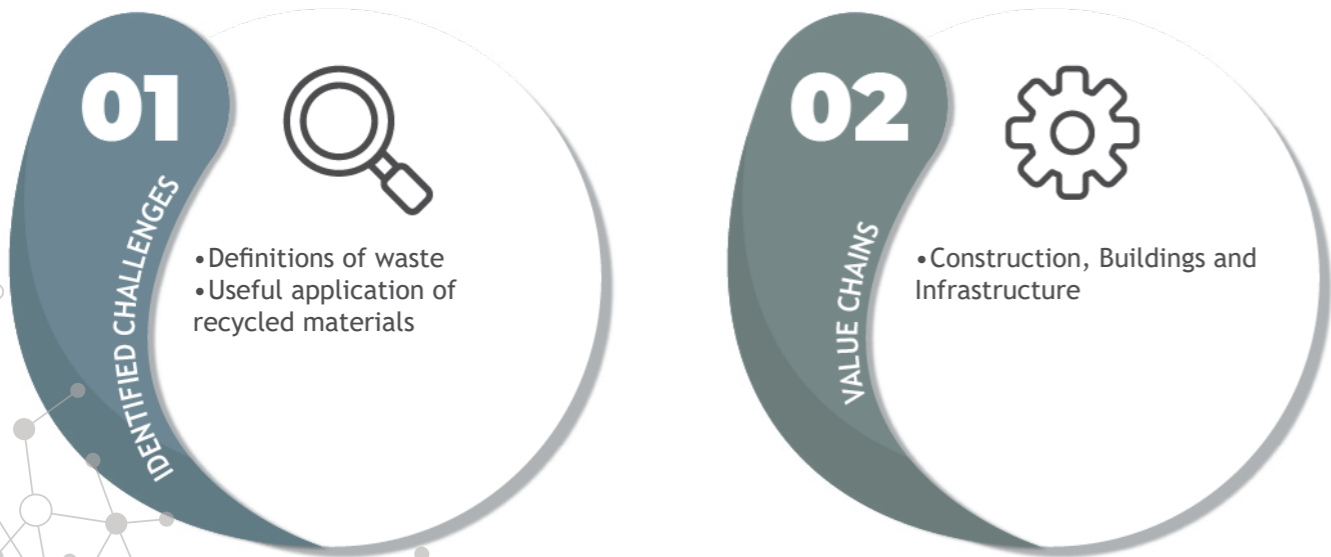 01
IDENTIFIED CHALLENGES
•Definitions of waste
•Useful application of
recycled materials
02
VALUE CHAINS
•Construction, Buildings and
Infrastructure